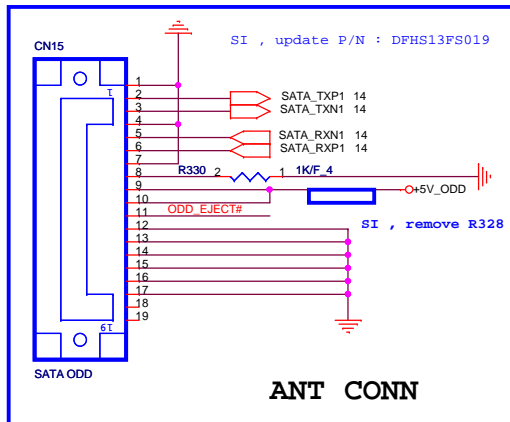 SI , update P/N : DFHS13FS019
CN15
1
1
2
SATA_TXP1 14
3
SATA_TXN1 14
4
5
SATA_RXN1 14
6
SATA_RXP1 14
7
8
R330 2 1 1K/F_4
9
+5V_ODD
10
11
ODD_EJECT#
SI , remove R328
12
13
14
15
16
17
18
19
19
SATA ODD
ANT CONN